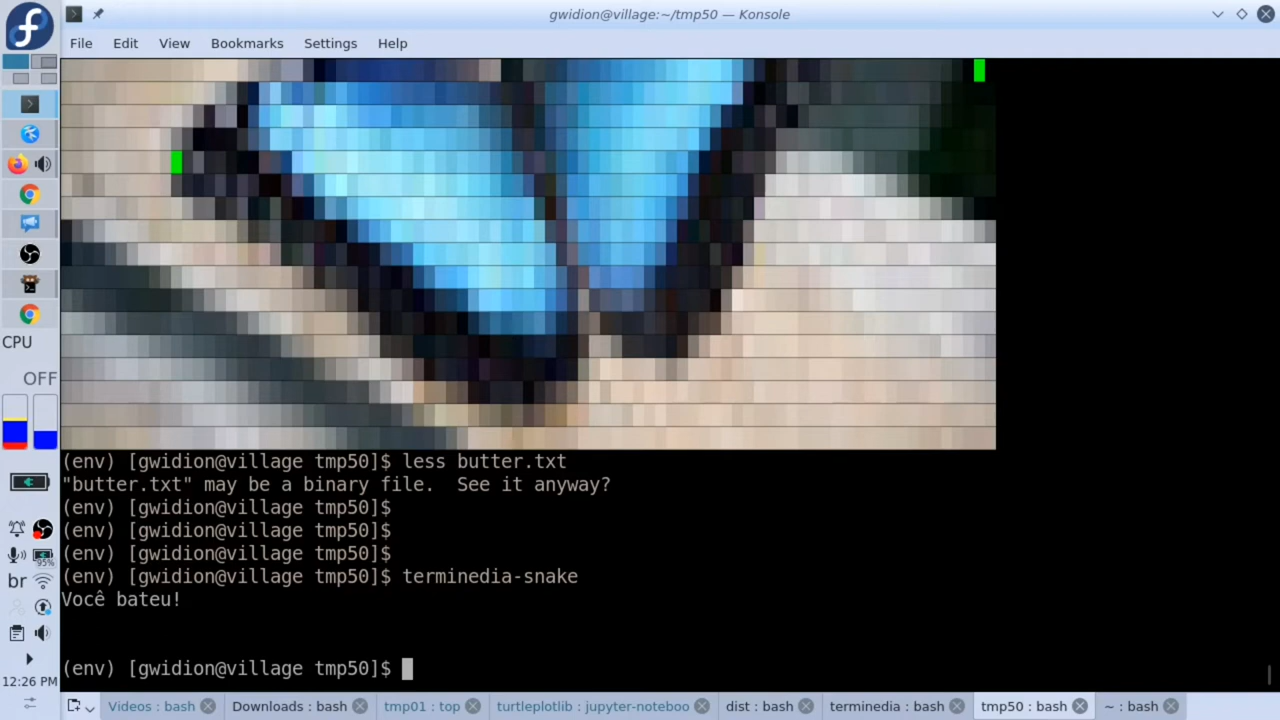 gwidion@village:~/tmp50 — Konsole
File Edit View Bookmarks Settings Help
(env) [gwidion@village tmp50]$ less butter.txt
"butter.txt" may be a binary file.  See it anyway?
(env) [gwidion@village tmp50]$
(env) [gwidion@village tmp50]$
(env) [gwidion@village tmp50]$
(env) [gwidion@village tmp50]$ terminedia-snake
Você bateu!
(env) [gwidion@village tmp50]$
CPU
OFF
95%
br
12:26 PM
Videos : bash Downloads : bash tmp01 : top turtleplotlib : jupyter-noteboo dist : bash terminedia : bash tmp50 : bash ~ : bash